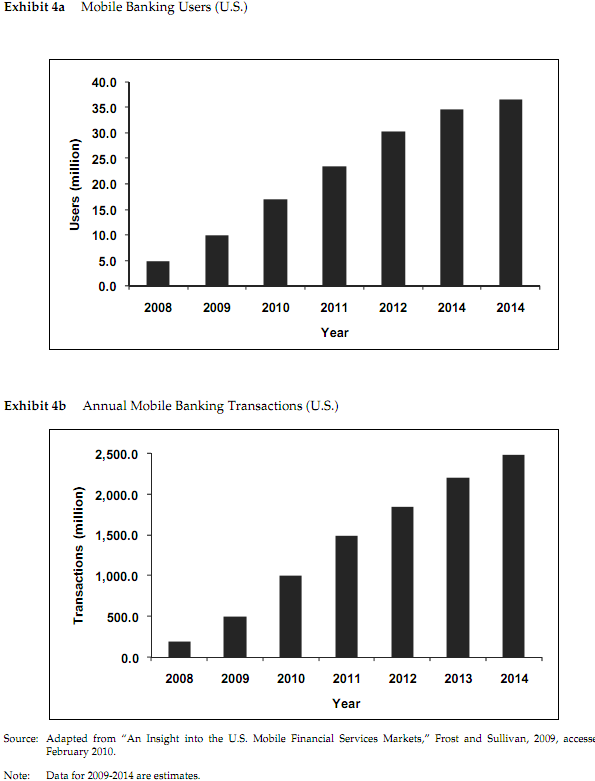 Exhibit 4a Mobile Banking Users (U.S.)
40.0
35.0
30.0
25.0
20.0
15.0
10.0
5.0
0.0
Users (million)
2008 2009 2010 2011 2012 2014 2014
Year
Exhibit 4b Annual Mobile Banking Transactions (U.S.)
2,500.0
2,000.0
1,500.0
1,000.0
500.0
0.0
Transactions (million)
2008 2009 2010 2011 2012 2013 2014
Year
Source: Adapted from “An Insight into the U.S. Mobile Financial Services Markets,” Frost and Sullivan, 2009, accesse
February 2010.
Note: Data for 2009-2014 are estimates.